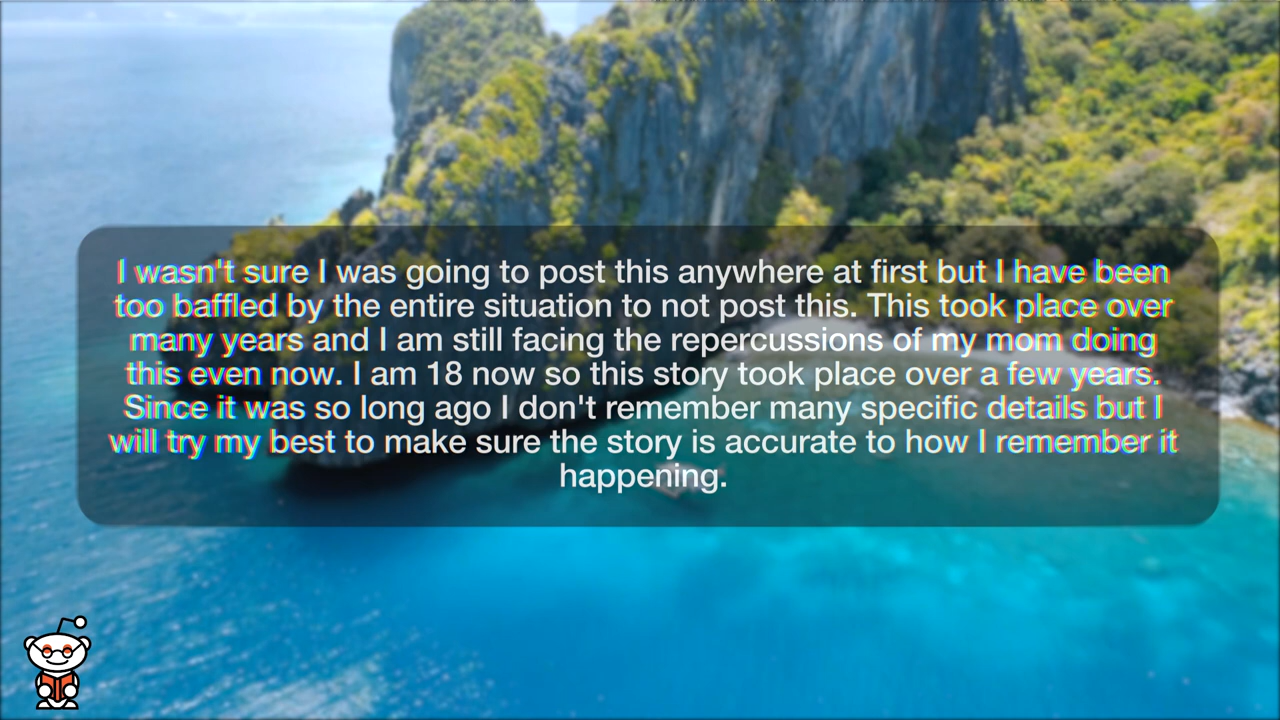 I wasn't sure I was going to post this anywhere at first but I have been
too baffled by the entire situation to not post this. This took place over
many years and I am still facing the repercussions of my mom doing
this even now. I am 18 now so this story took place over a few years.
Since it was so long ago I don't remember many specific details but I
will try my best to make sure the story is accurate to how I remember it
happening.